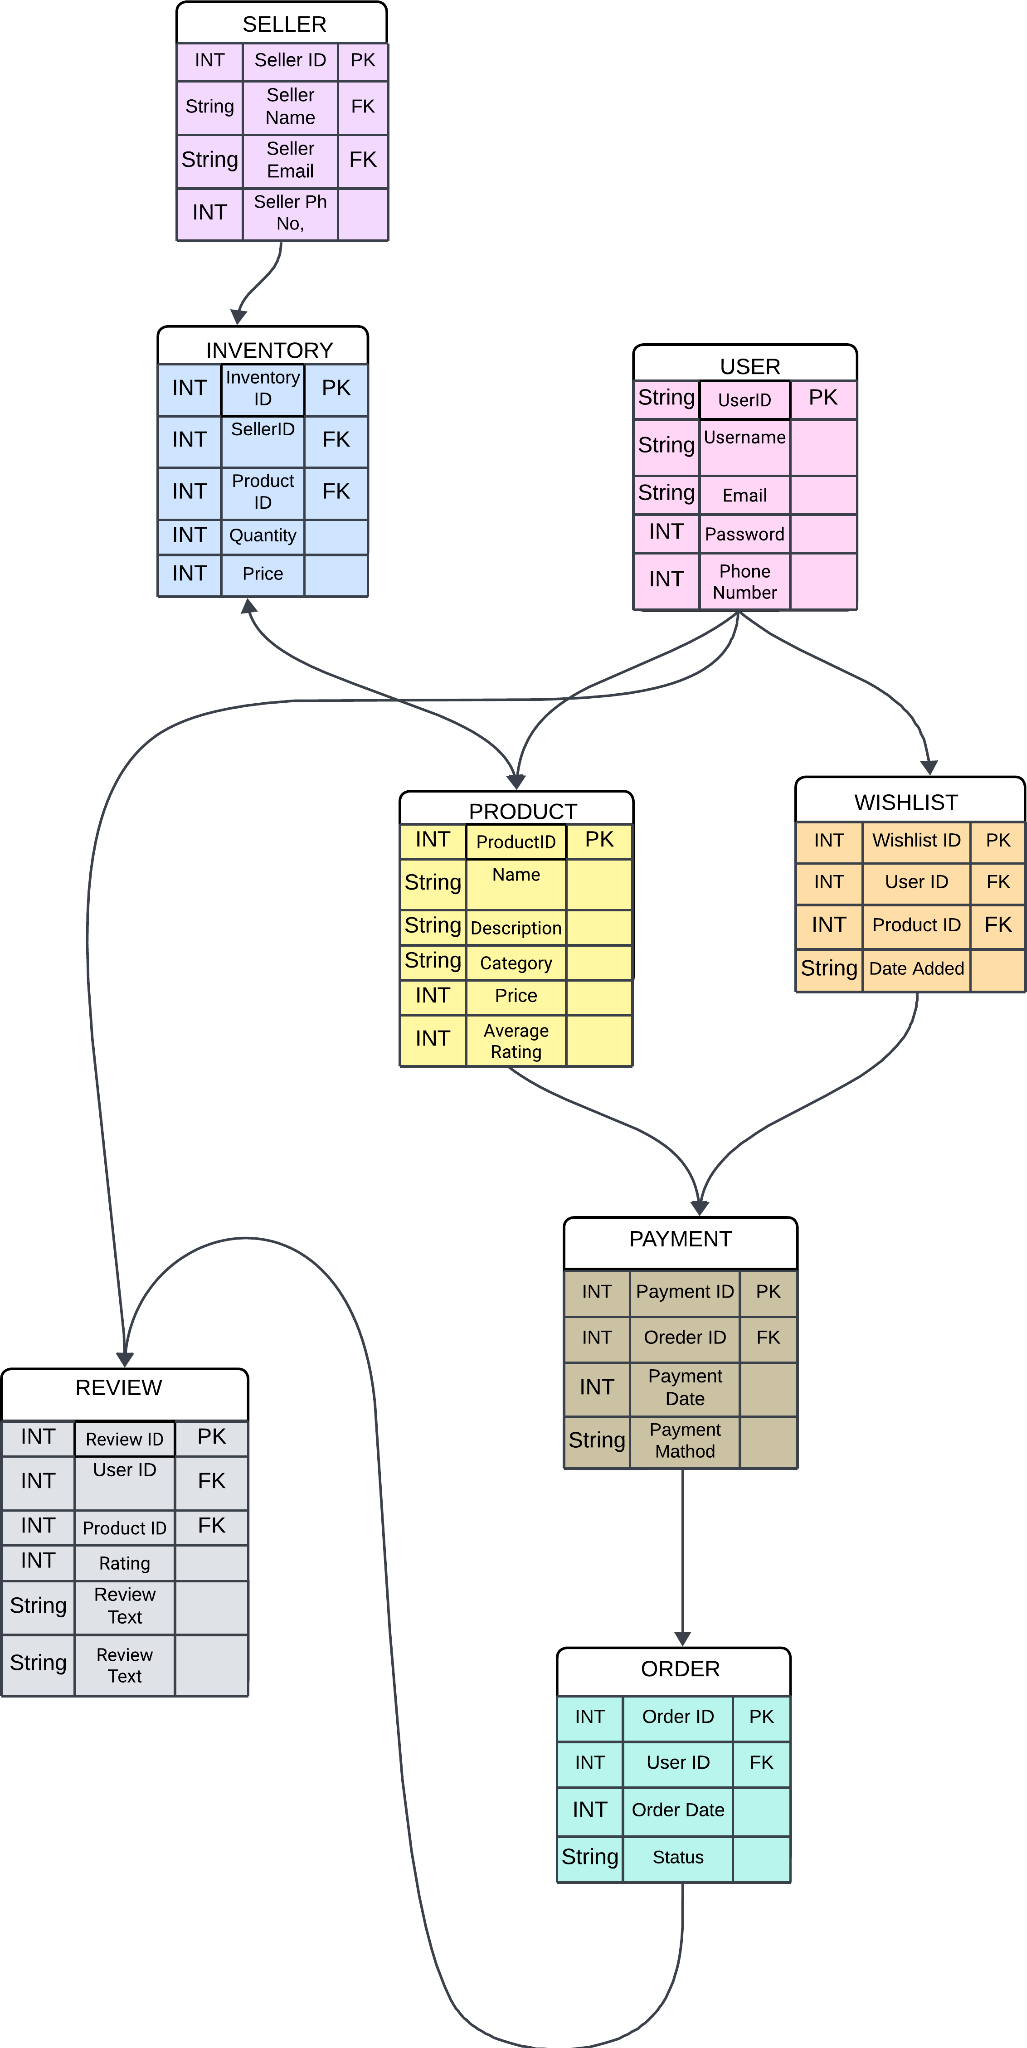 SELLER
INT Seller ID PK
String Seller Name FK
String Seller Email FK
INT Seller Ph No,
INVENTORY
INT Inventory ID PK
INT SellerID FK
INT Product ID FK
INT Quantity
INT Price
USER
String UserID PK
String Username
String Email
INT Password
INT Phone Number
PRODUCT
INT ProductID PK
String Name
String Description
String Category
INT Price
INT Average Rating
WISHLIST
INT Wishlist ID PK
INT User ID FK
INT Product ID FK
String Date Added
PAYMENT
INT Payment ID PK
INT Oreder ID FK
INT Payment Date
String Payment Mathod
REVIEW
INT Review ID PK
INT User ID FK
INT Product ID FK
INT Rating
String Review Text
String Review Text
ORDER
INT Order ID PK
INT User ID FK
INT Order Date
String Status